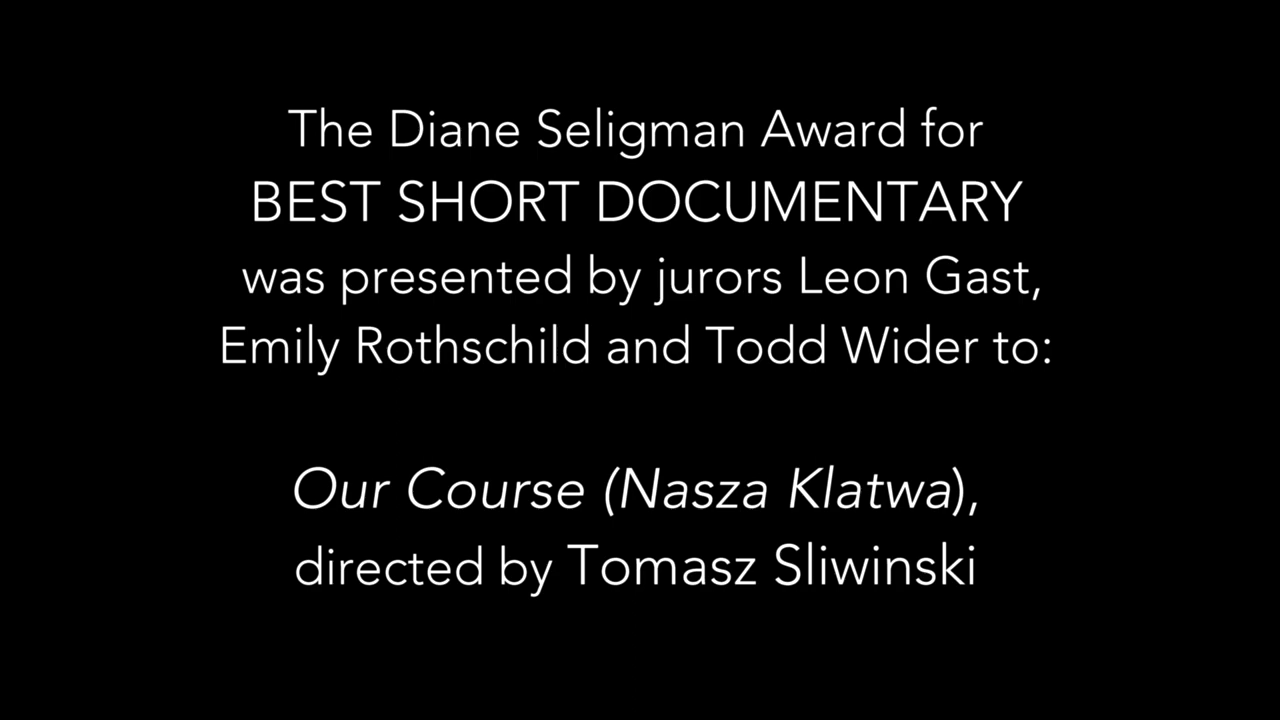 The Diane Seligman Award for
BEST SHORT DOCUMENTARY
was presented by jurors Leon Gast,
Emily Rothschild and Todd Wider to:
Our Course (Nasza Klatwa),
directed by Tomasz Sliwinski